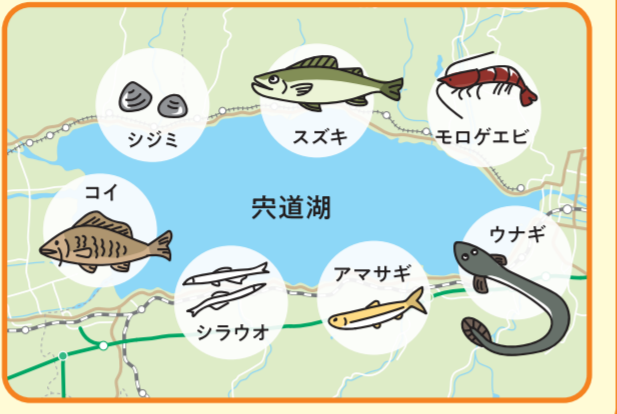 シジミ
スズキ
モロゲエビ
コイ
宍道湖
ウナギ
シラウオ
アマサギ